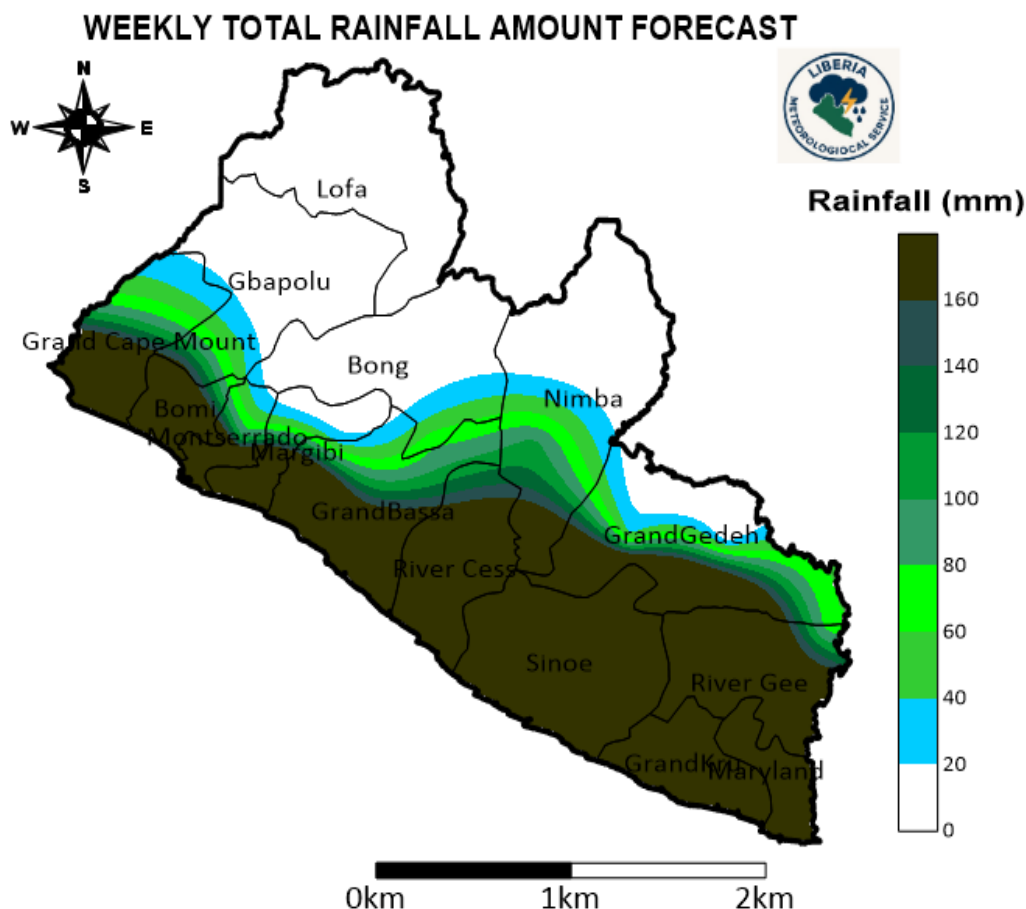 WEEKLY TOTAL RAINFALL AMOUNT FORECAST
N
W E
S
LIBERIA
METEOROLOGIOCAL SERVICE
Rainfall (mm)
160
140
120
100
80
60
40
20
0
Lofa
Gbapolu
Grand Cape Mount
Bong
Nimba
Bomi
Montserrado
Margibi
GrandBassa
GrandGedeh
River Cess
Sinoe
River Gee
GrandKru
Maryland
0km 1km 2km